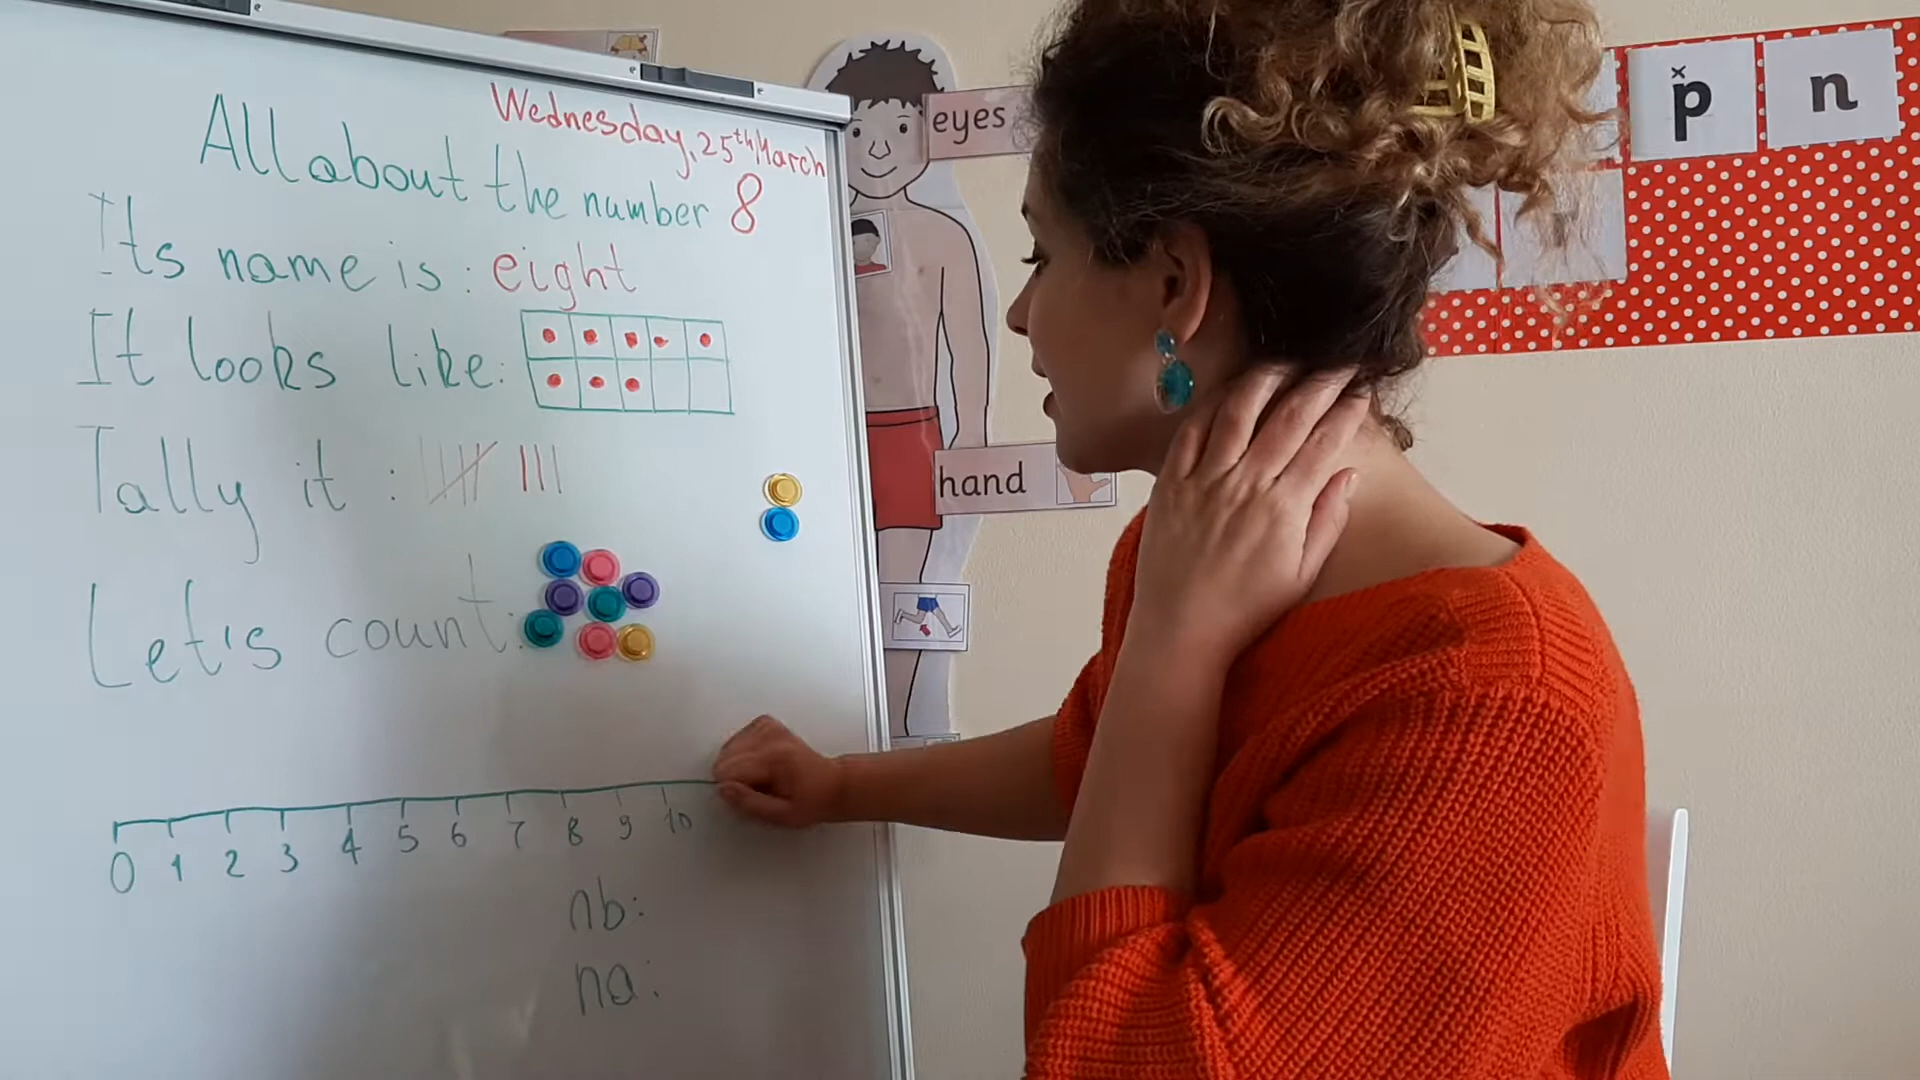 Wednesday, 25th March
All about the number 8
Its name is: eight
It looks like:
Tally it :
Let's count:
0 1 2 3 4 5 6 7 8 9 10
nb:
na:
eyes
hand
p̌ n